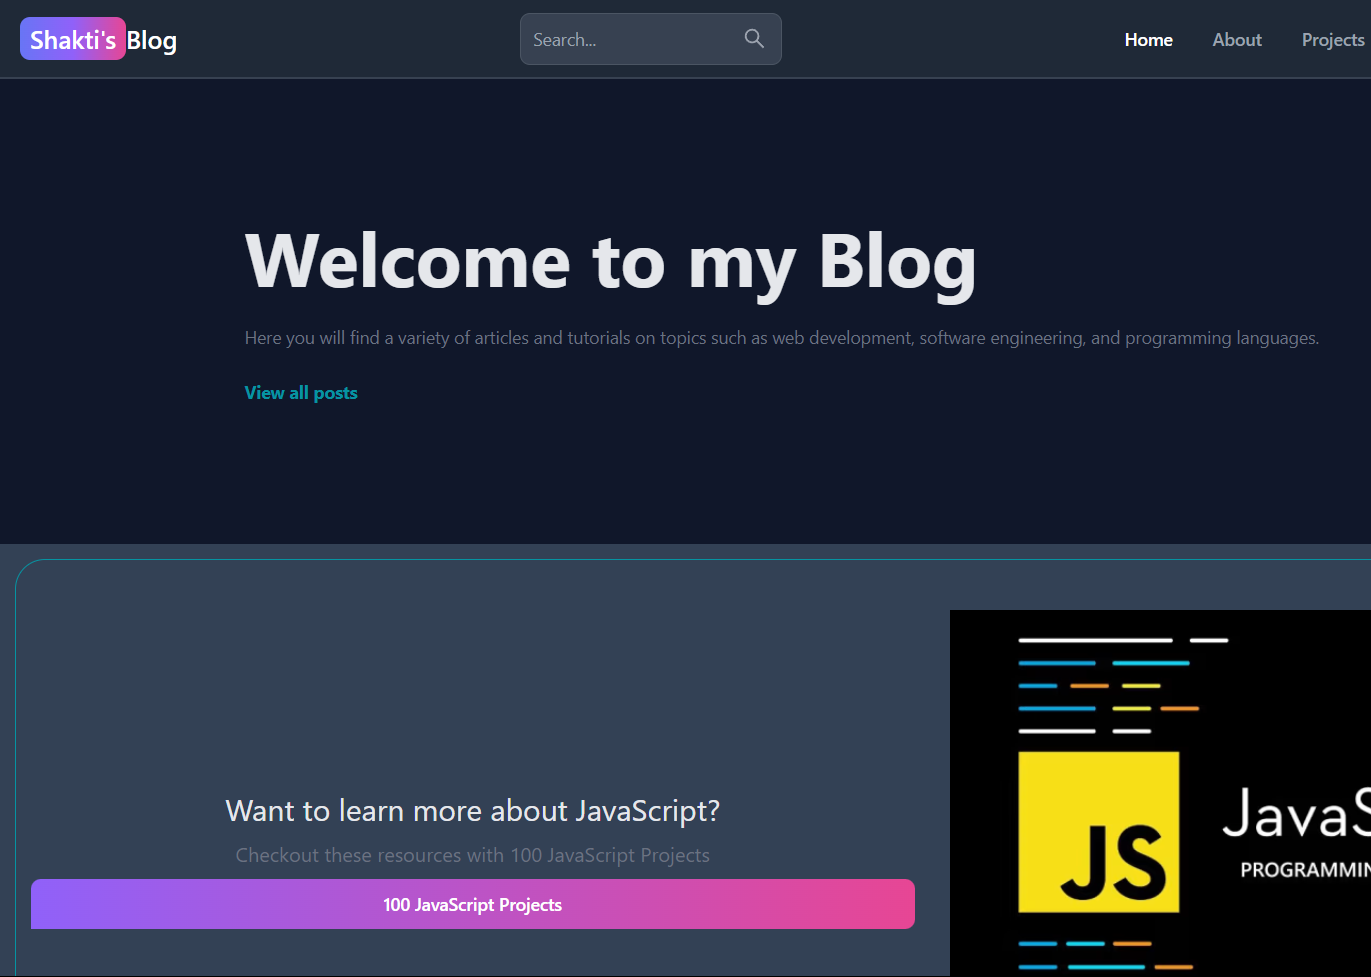 Shakti's Blog
Search...
Home
About
Projects
Welcome to my Blog
Here you will find a variety of articles and tutorials on topics such as web development, software engineering, and programming languages.
View all posts
Want to learn more about JavaScript?
Checkout these resources with 100 JavaScript Projects
100 JavaScript Projects
JS
JavaS
PROGRAMMIN